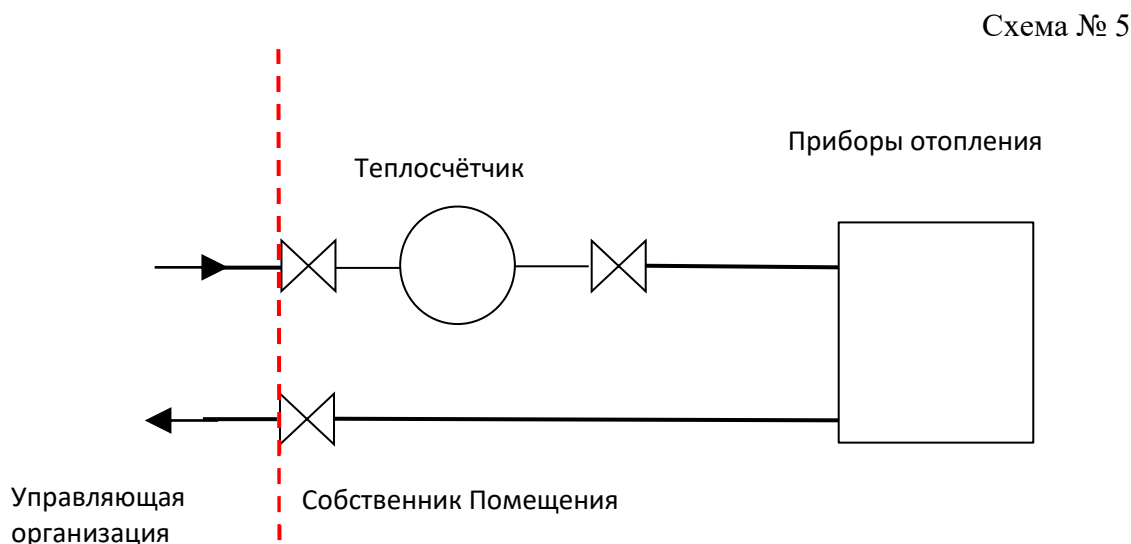 Схема № 5
Приборы отопления
Теплосчётчик
Управляющая
организация
Собственник Помещения